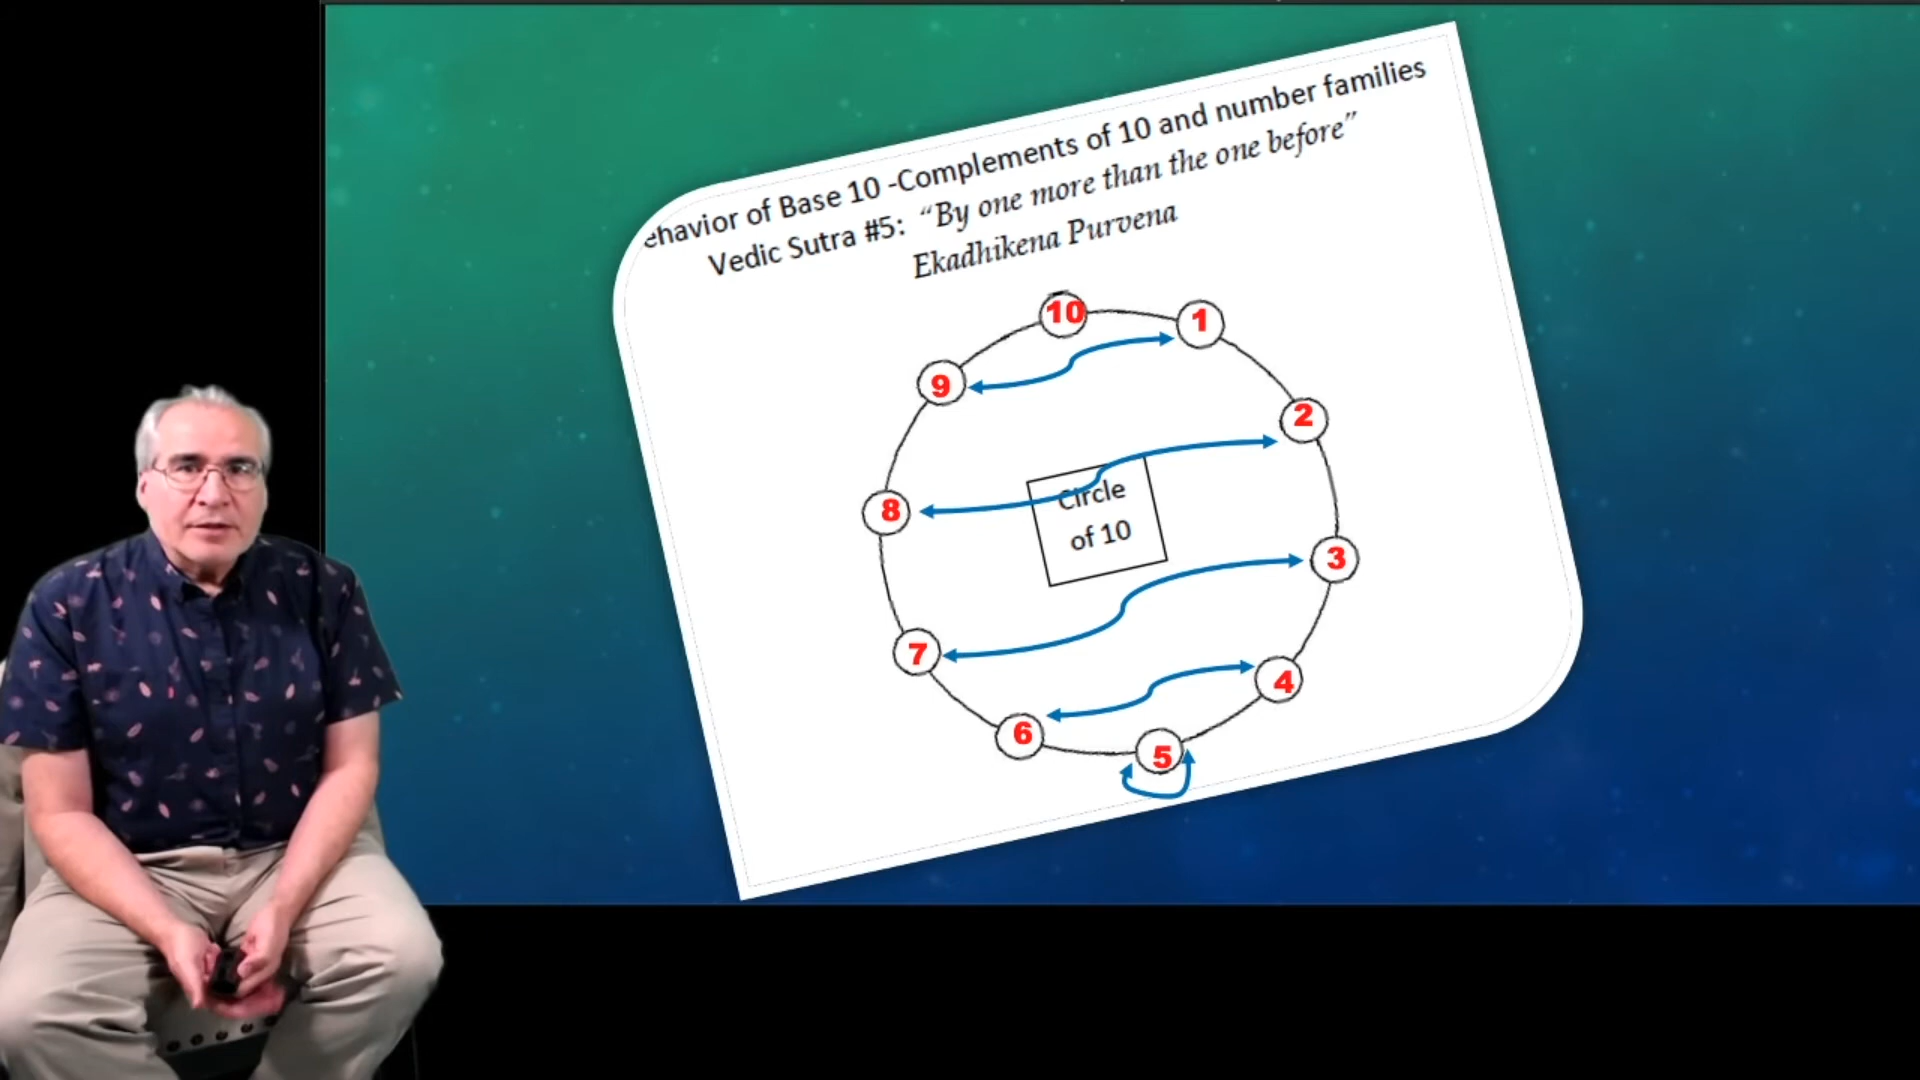 ehavior of Base 10 -Complements of 10 and number families
Vedic Sutra #5: “By one more than the one before”
Ekadhikena Purvena
10
1
9
2
8
Circle
of 10
3
7
4
6
5